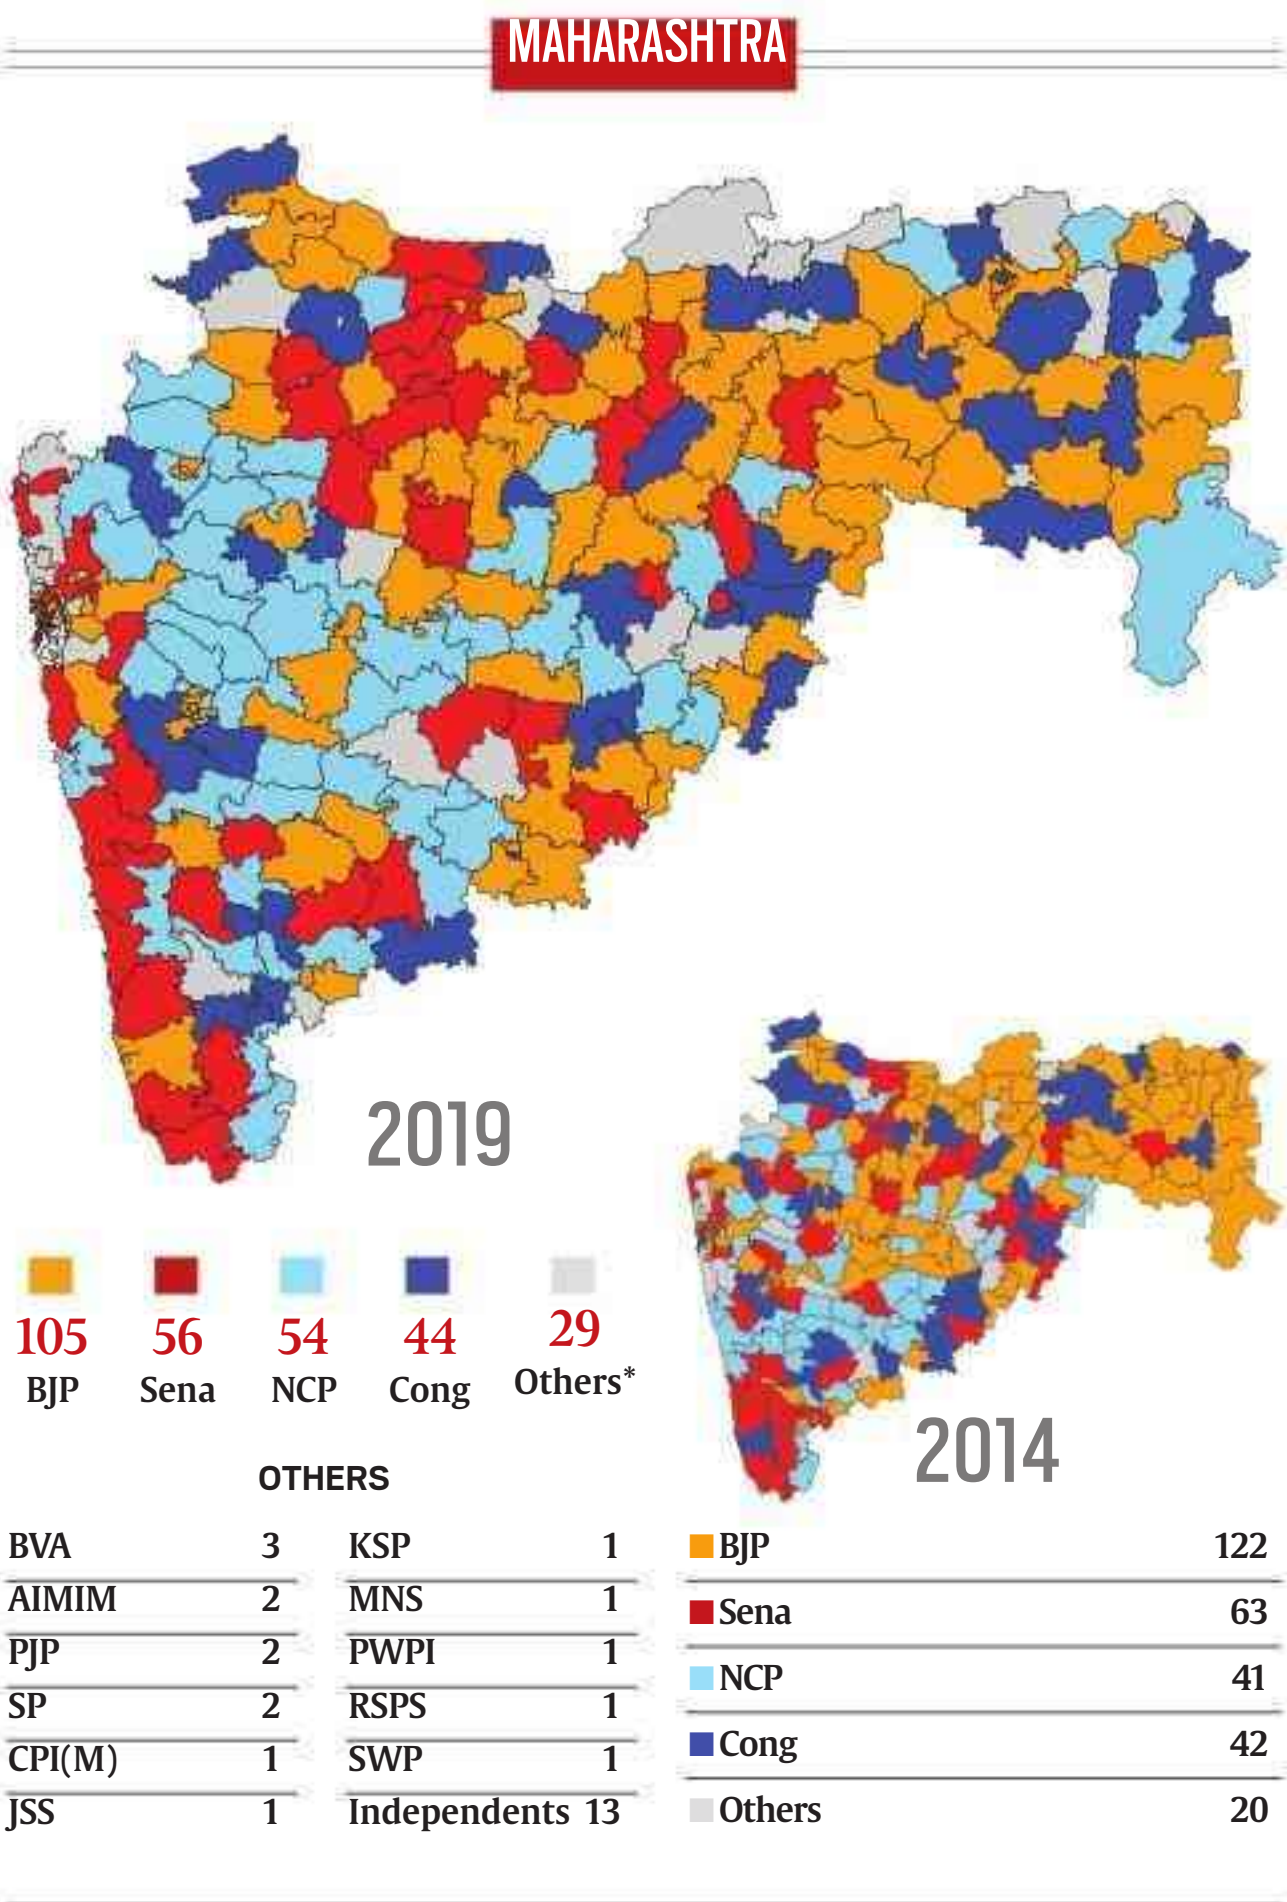 MAHARASHTRA
2019
105 56 54 44 29
BJP Sena NCP Cong Others*
OTHERS
BVA 3
AIMIM 2
PJP 2
SP 2
CPI(M) 1
JSS 1
KSP 1
MNS 1
PWPI 1
RSPS 1
SWP 1
Independents 13
2014
BJP 122
Sena 63
NCP 41
Cong 42
Others 20